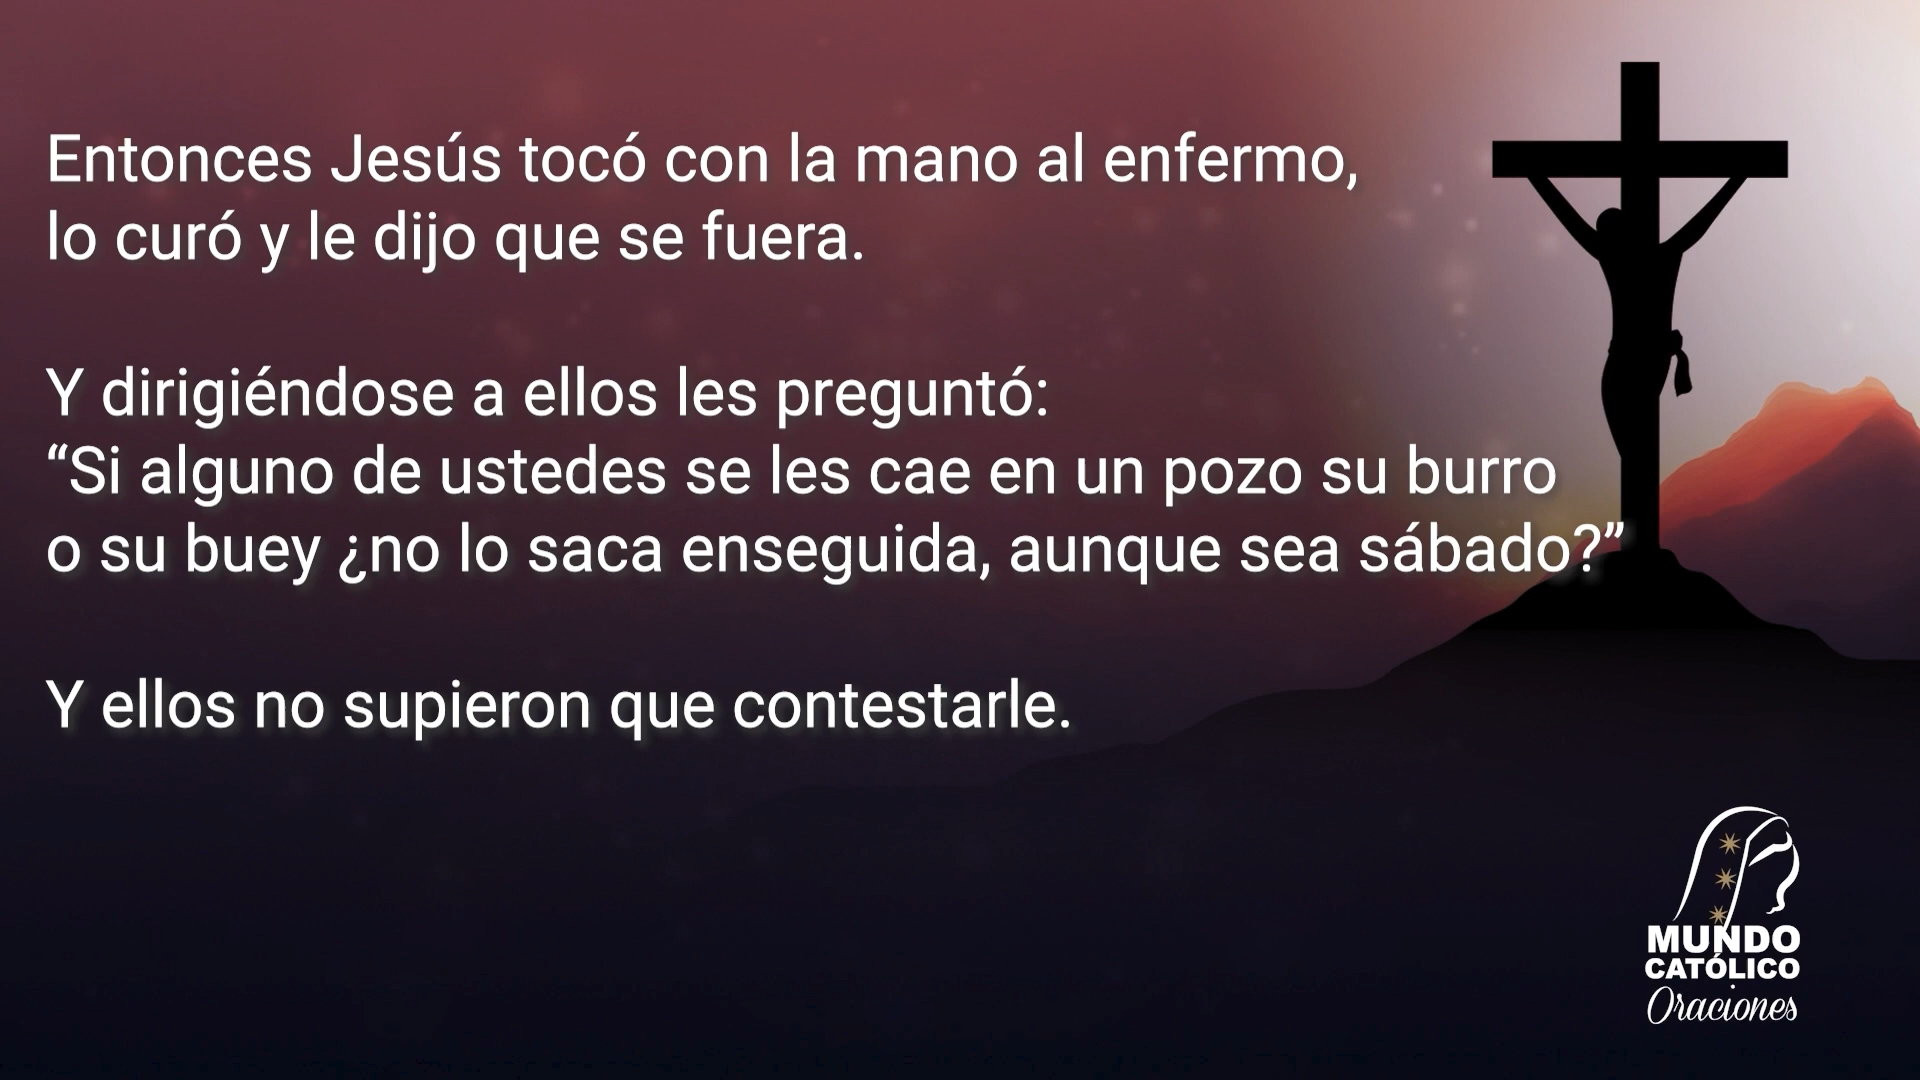 Entonces Jesús tocó con la mano al enfermo,
lo curó y le dijo que se fuera.
Y dirigiéndose a ellos les preguntó:
“Si alguno de ustedes se les cae en un pozo su burro
o su buey ¿no lo saca enseguida, aunque sea sábado?”
Y ellos no supieron que contestarle.
MUNDO
CATÓLICO
Oraciones